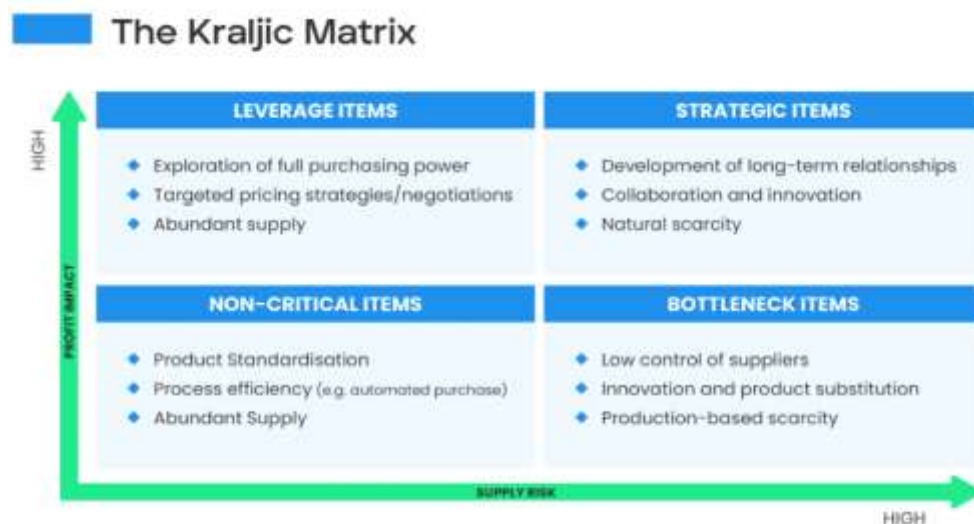 The Kraljic Matrix
HIGH
PROFIT IMPACT
LEVERAGE ITEMS
Exploration of full purchasing power
Targeted pricing strategies/negotiations
Abundant supply
STRATEGIC ITEMS
Development of long-term relationships
Collaboration and innovation
Natural scarcity
NON-CRITICAL ITEMS
Product Standardisation
Process efficiency (e.g. automated purchase)
Abundant Supply
BOTTLENECK ITEMS
Low control of suppliers
Innovation and product substitution
Production-based scarcity
SUPPLY RISK
HIGH